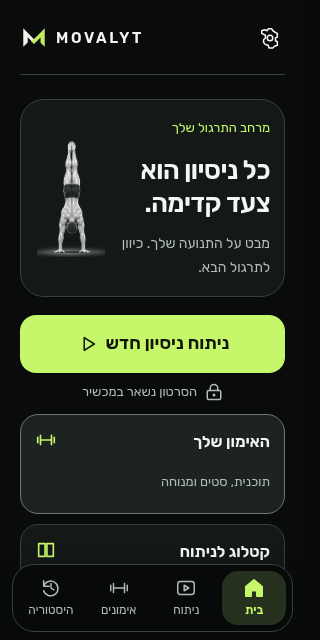 MOVALYT
מרחב התרגול שלך
כל ניסיון הוא
צעד קדימה.
מבט על התנועה שלך. כיוון
לתרגול הבא.
ניתוח ניסיון חדש
הסרטון נשאר במכשיר
האימון שלך
תוכנית, סטים ומנוחה
קטלוג לניתוח
בית
ניתוח
אימונים
היסטוריה